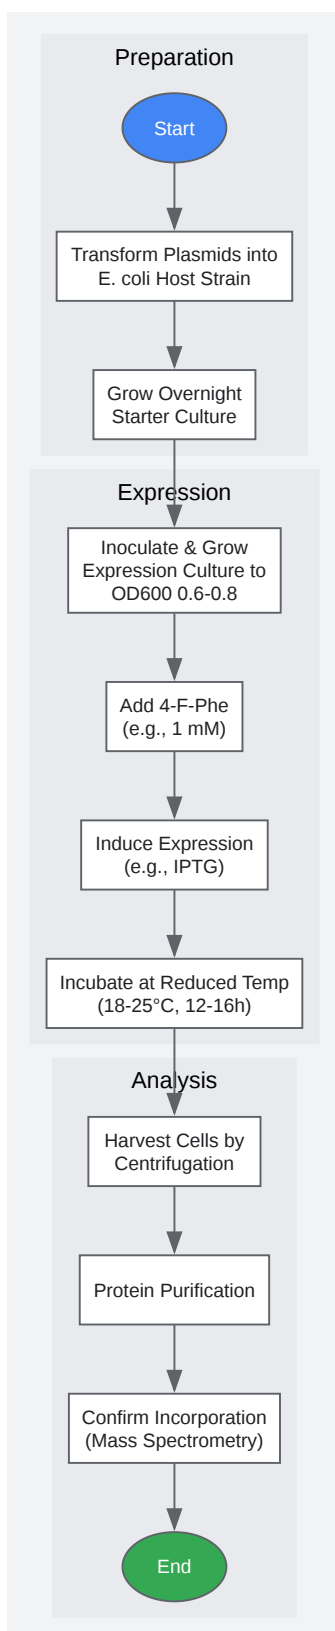 Preparation
Start
Transform Plasmids into
E. coli Host Strain
Grow Overnight
Starter Culture
Expression
Inoculate & Grow
Expression Culture to
OD600 0.6-0.8
Add 4-F-Phe
(e.g., 1 mM)
Induce Expression
(e.g., IPTG)
Incubate at Reduced Temp
(18-25°C, 12-16h)
Analysis
Harvest Cells by
Centrifugation
Protein Purification
Confirm Incorporation
(Mass Spectrometry)
End